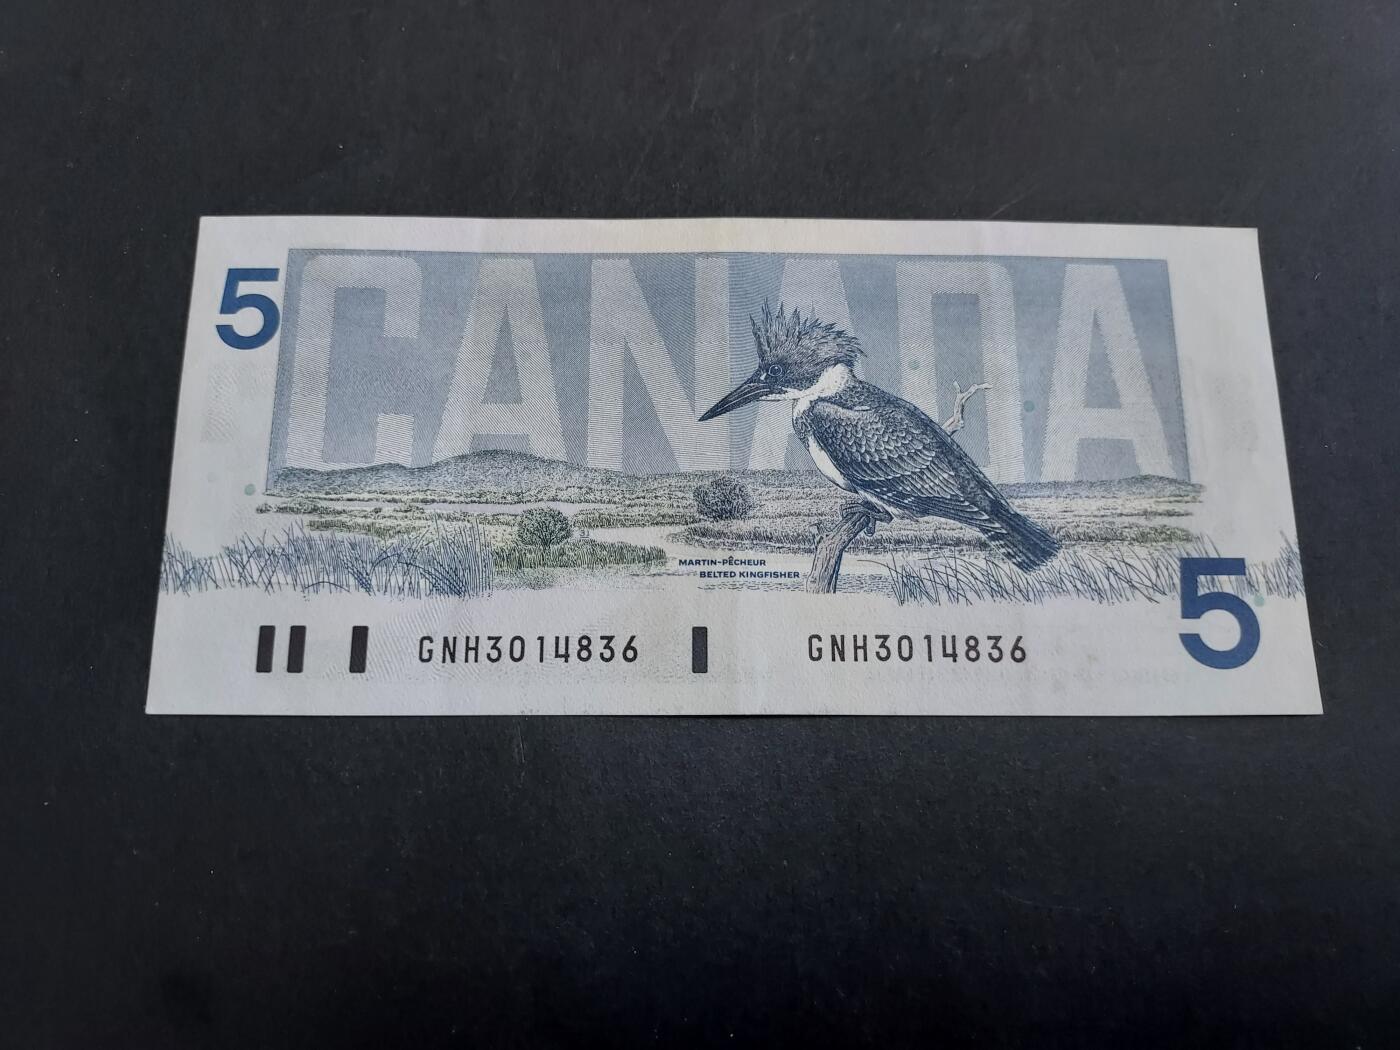 5
CANADA
MARTIN-PÊCHEUR
BELTED KINGFISHER
5
GNH3014836 GNH3014836